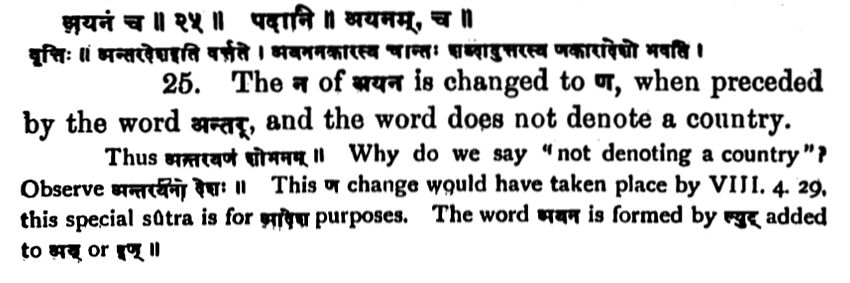 अयनं च ॥ २५ ॥ पदानि ॥ अयनम्, च ॥
वृत्तिः ॥ अन्तरदेशइति वर्त्तते । अयननकारस्य चान्तः शब्दादुत्तरस्य णकारादेशो भवति ।
25. The न of अयन is changed to ण, when preceded
by the word अन्तर्, and the word does not denote a country.
Thus अन्तरयणं शोभनम् ॥ Why do we say "not denoting a country"?
Observe अन्तरयनो देशः ॥ This ण change would have taken place by VIII. 4. 29,
this special sûtra is for purposes. The word अयन is formed by ल्युट् added
to अय् or इण् ॥